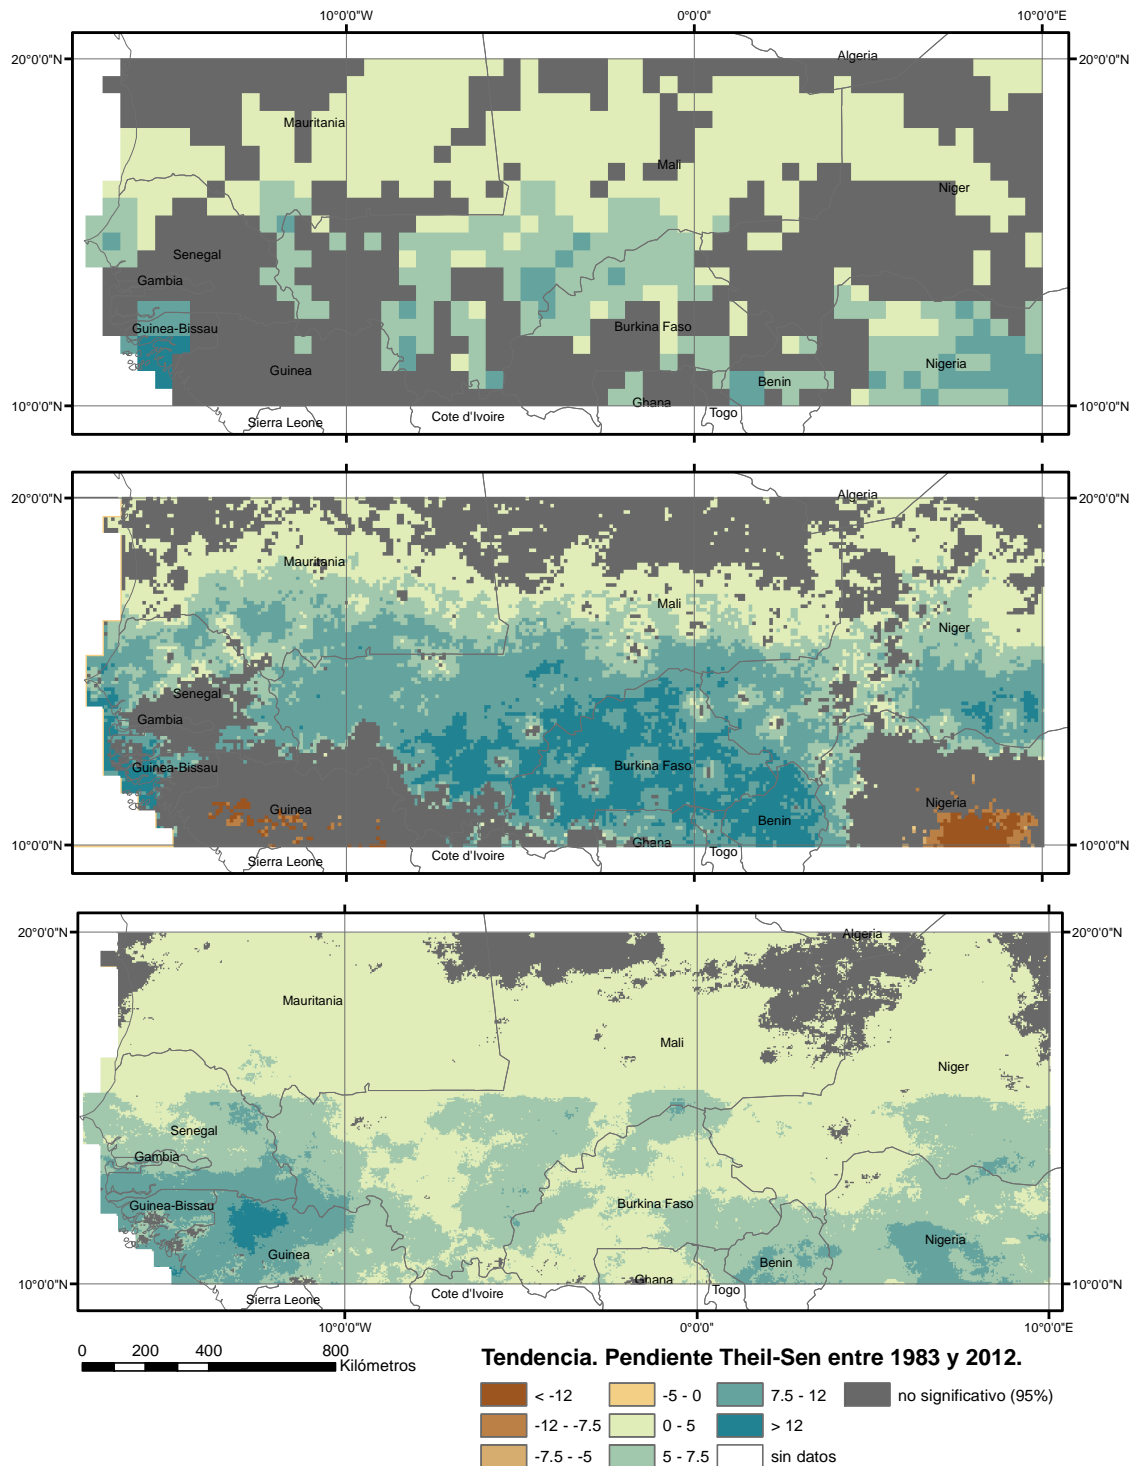 10°0'0"W 0°0'0" 10°0'0"E
20°0'0"N 20°0'0"N
Algeria
Mauritania
Mali
Niger
Senegal
Gambia
Guinea-Bissau
Burkina Faso
Guinea
Nigeria
Benin
Ghana
10°0'0"N 10°0'0"N
Togo
Cote d'Ivoire
Sierra Leone
Algeria
20°0'0"N 20°0'0"N
Mauritania
Mali
Niger
Senegal
Gambia
Guinea-Bissau
Burkina Faso
Guinea
Nigeria
Benin
Ghana
10°0'0"N 10°0'0"N
Togo
Cote d'Ivoire
Sierra Leone
20°0'0"N 20°0'0"N
Algeria
Mauritania
Mali
Niger
Senegal
Gambia
Guinea-Bissau
Burkina Faso
Guinea
Nigeria
Benin
Ghana
10°0'0"N 10°0'0"N
Togo
Cote d'Ivoire
Sierra Leone
10°0'0"W 0°0'0" 10°0'0"E
0 200 400 800
Kilómetros
Tendencia. Pendiente Theil-Sen entre 1983 y 2012.
< -12 -5 - 0 7.5 - 12 no significativo (95%)
-12 - -7.5 0 - 5 > 12
-7.5 - -5 5 - 7.5 sin datos